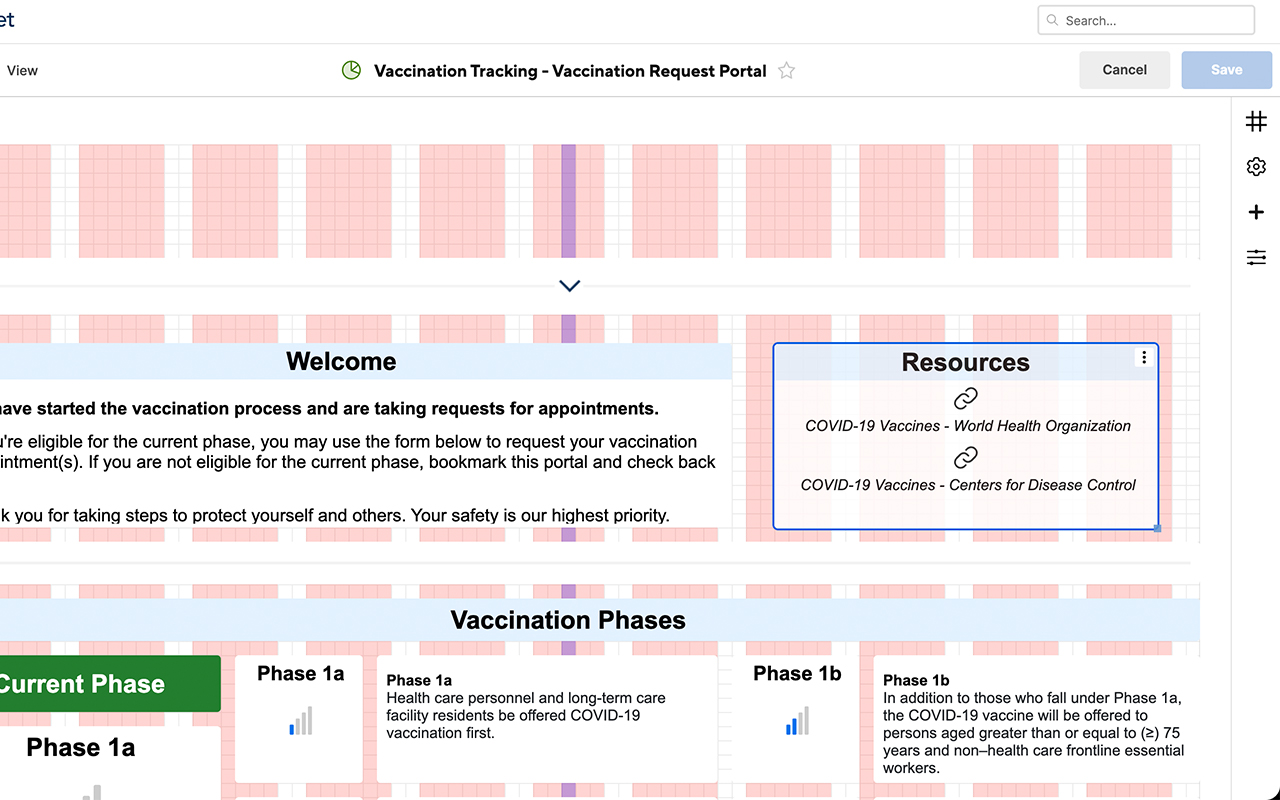 et
Search...
View
Vaccination Tracking - Vaccination Request Portal
Cancel
Save
Welcome
have started the vaccination process and are taking requests for appointments.
u're eligible for the current phase, you may use the form below to request your vaccination
intment(s). If you are not eligible for the current phase, bookmark this portal and check back
k you for taking steps to protect yourself and others. Your safety is our highest priority.
Resources
COVID-19 Vaccines - World Health Organization
COVID-19 Vaccines - Centers for Disease Control
Vaccination Phases
Current Phase
Phase 1a
Phase 1a
Phase 1a
Health care personnel and long-term care
facility residents be offered COVID-19
vaccination first.
Phase 1b
Phase 1b
In addition to those who fall under Phase 1a,
the COVID-19 vaccine will be offered to
persons aged greater than or equal to (≥) 75
years and non–health care frontline essential
workers.